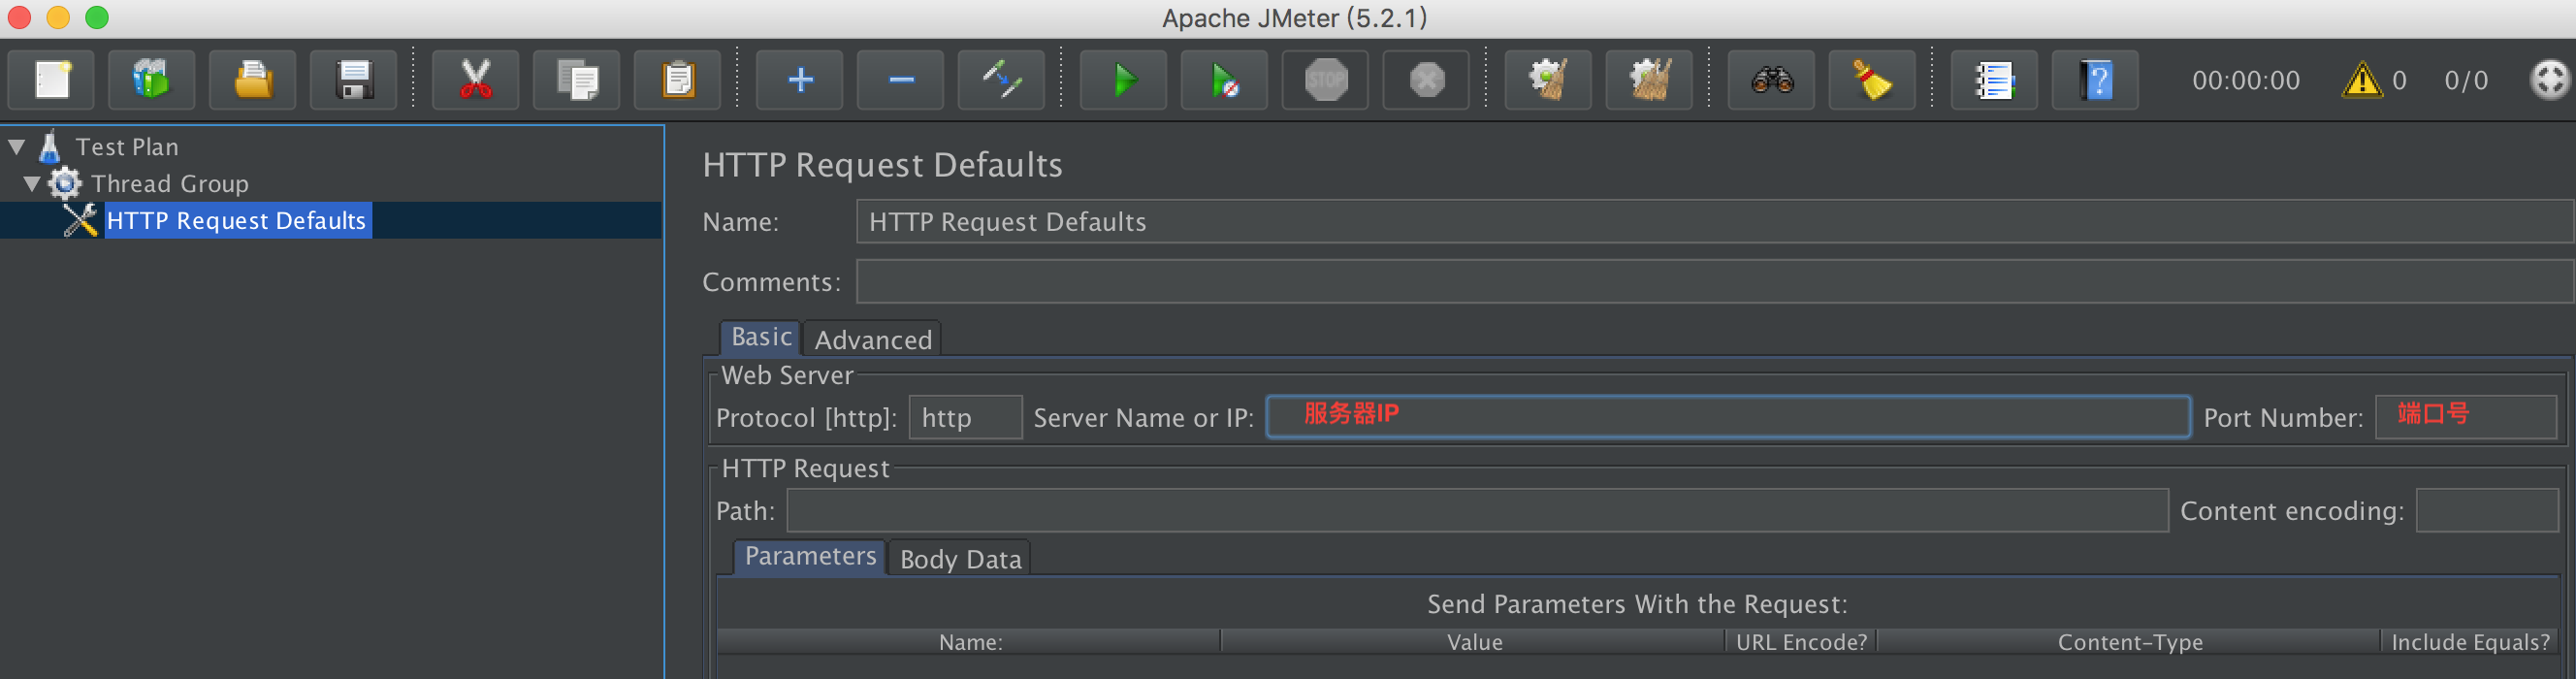 Apache JMeter (5.2.1)
STOP
00:00:00 0 0/0
Test Plan
Thread Group
HTTP Request Defaults
HTTP Request Defaults
Name: HTTP Request Defaults
Comments:
Basic Advanced
Web Server
Protocol [http]: http Server Name or IP: 服务器IP Port Number: 端口号
HTTP Request
Path: Content encoding:
Parameters Body Data
Send Parameters With the Request:
Name: Value URL Encode? Content-Type Include Equals?